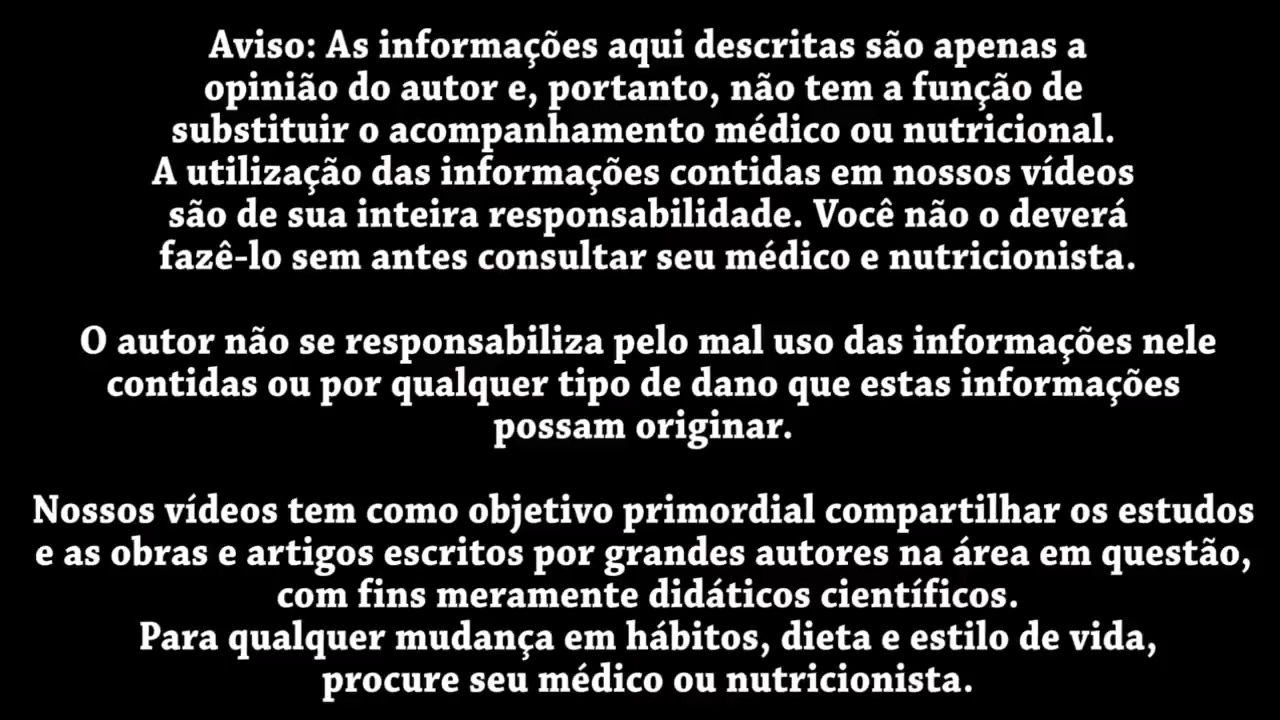 Aviso: As informações aqui descritas são apenas a
opinião do autor e, portanto, não tem a função de
substituir o acompanhamento médico ou nutricional.
A utilização das informações contidas em nossos vídeos
são de sua inteira responsabilidade. Você não o deverá
fazê-lo sem antes consultar seu médico e nutricionista.
O autor não se responsabiliza pelo mal uso das informações nele
contidas ou por qualquer tipo de dano que estas informações
possam originar.
Nossos vídeos tem como objetivo primordial compartilhar os estudos
e as obras e artigos escritos por grandes autores na área em questão,
com fins meramente didáticos científicos.
Para qualquer mudança em hábitos, dieta e estilo de vida,
procure seu médico ou nutricionista.